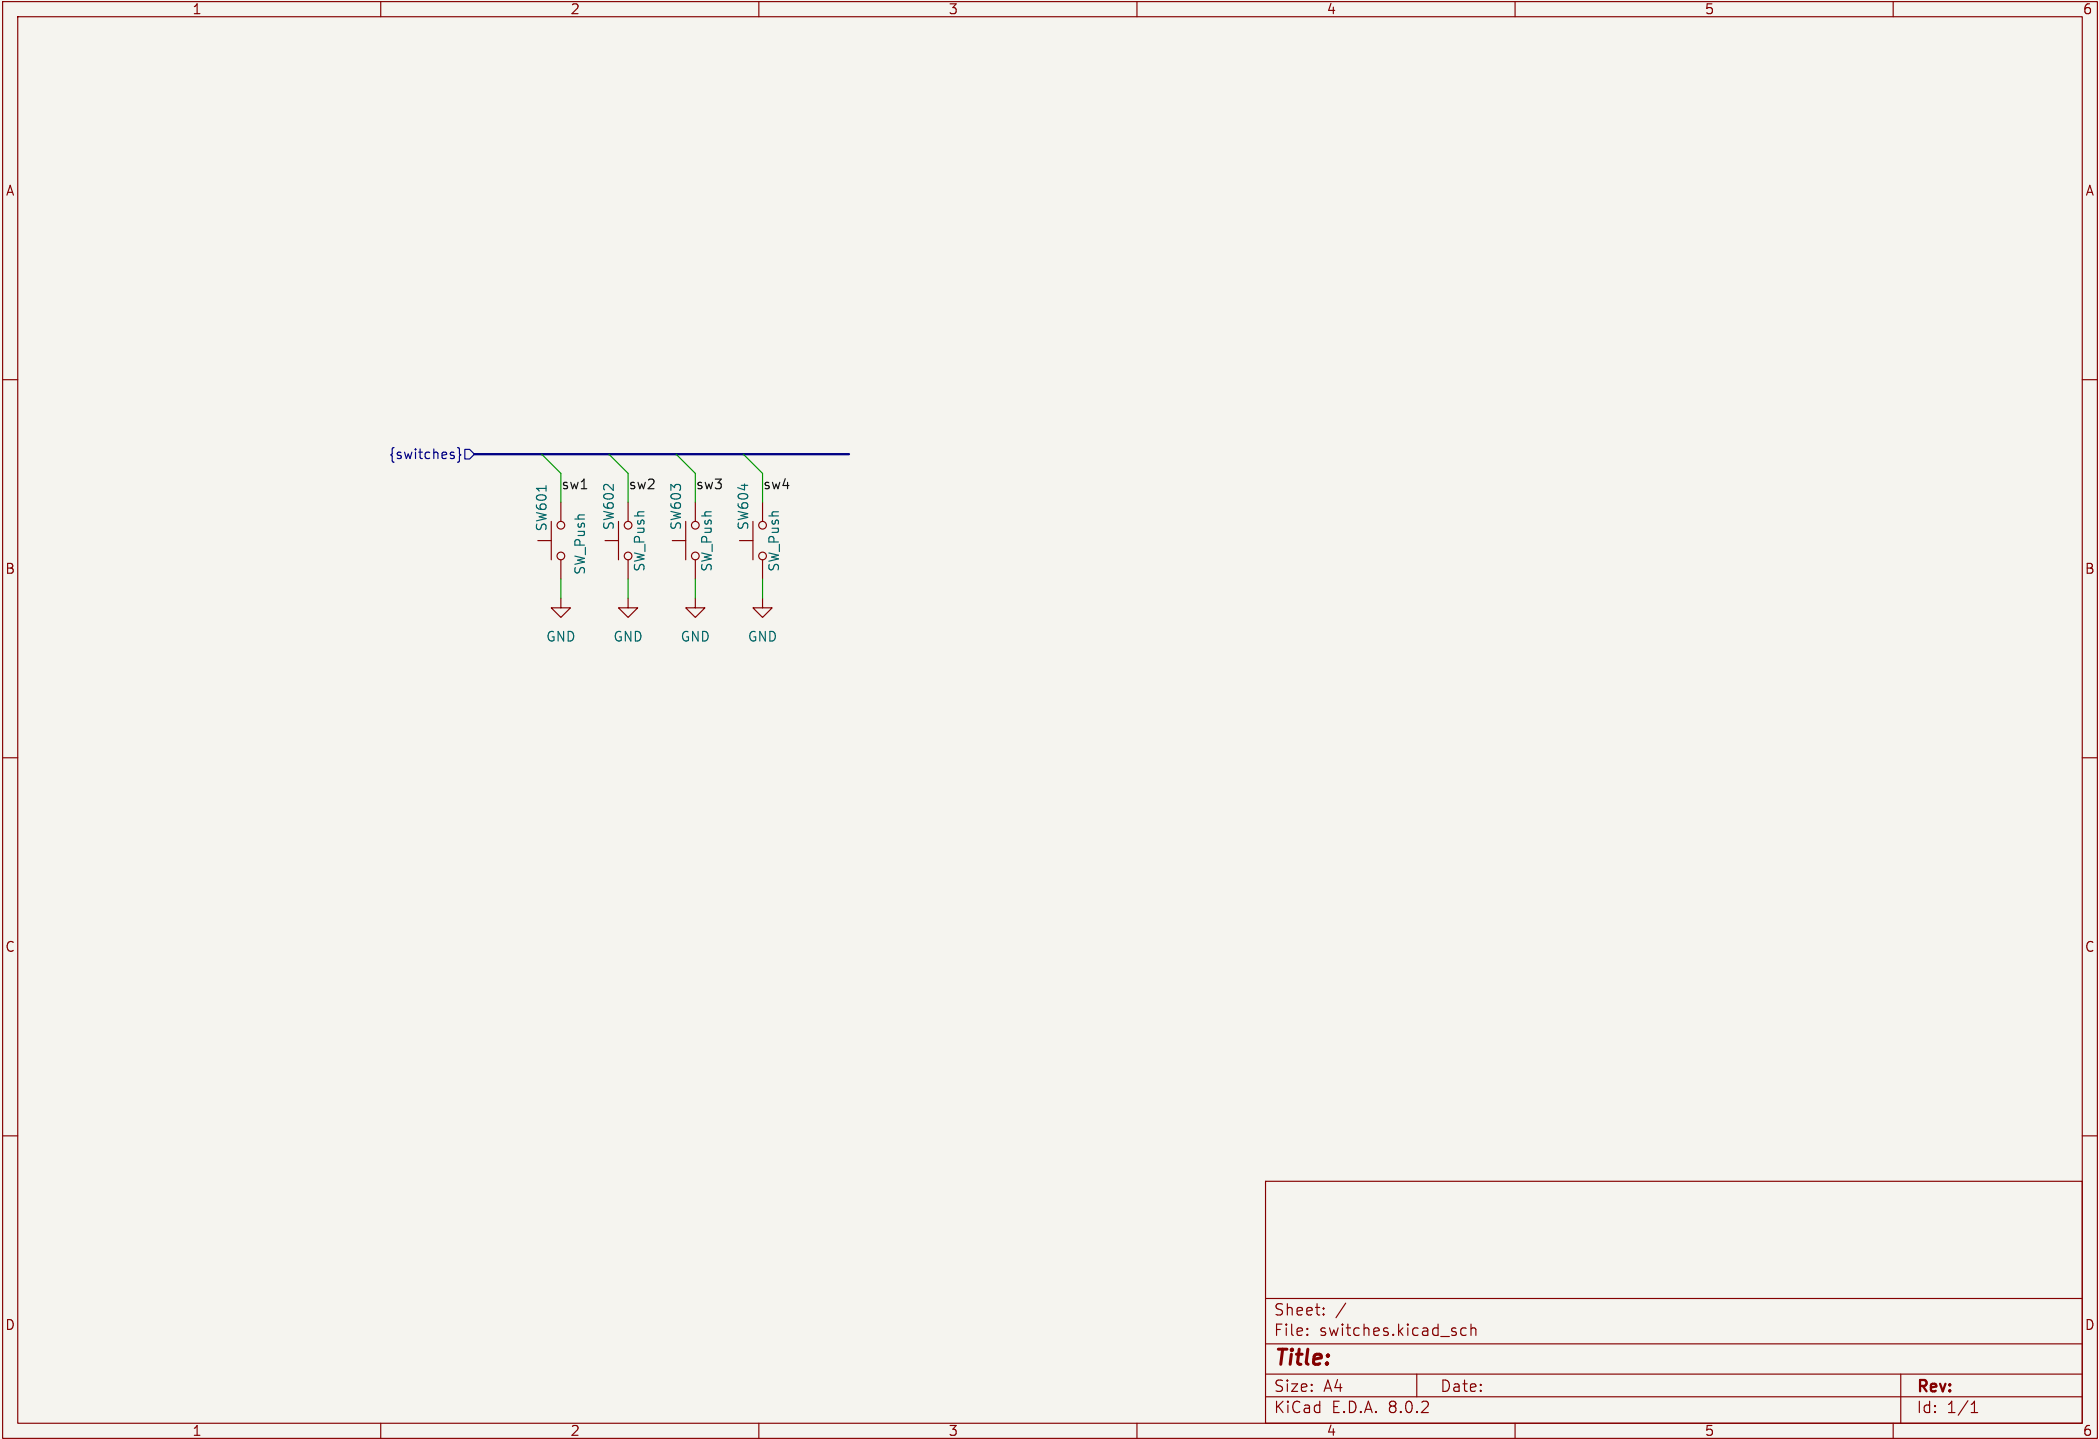 1 2 3 4 5 6
A A
{switches}
sw1 sw2 sw3 sw4
SW601 SW602 SW603 SW604
SW_Push SW_Push SW_Push SW_Push
B B
GND GND GND GND
C C
Sheet: /
File: switches.kicad_sch
D D
Title:
Size: A4 Date: Rev:
KiCad E.D.A. 8.0.2 Id: 1/1
1 2 3 4 5 6